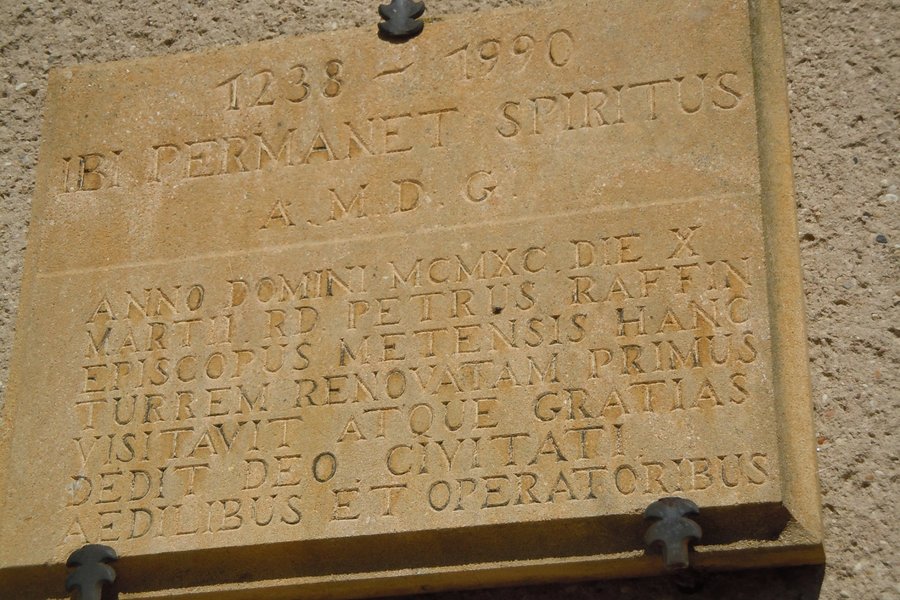 1238 - 1990
IBI PERMANET SPIRITUS
A.M.D.G.
ANNO DOMINI MCMXC DIE X
MARTII RD PETRUS RAFFIN
EPISCOPUS METENSIS HANC
TURREM RENOVATAM PRIMUS
VISITAVIT ATQUE GRATIAS
DEDIT DEO CIVITATI
AEDILIBUS ET OPERATORIBUS